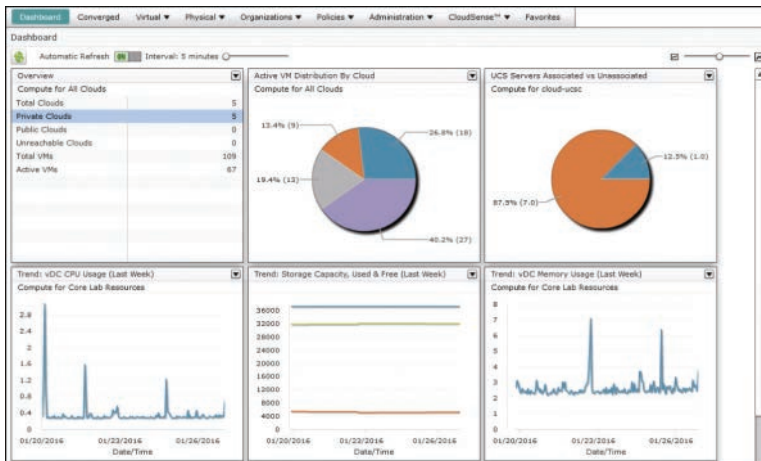 Dashboard Converged Virtual ▼ Physical ▼ Organizations ▼ Policies ▼ Administration ▼ CloudSense™ ▼ Favorites
Dashboard
Automatic Refresh ON Interval: 5 minutes
Overview
Compute for All Clouds
Total Clouds 5
Private Clouds 5
Public Clouds 0
Unreachable Clouds 0
Total VMs 109
Active VMs 67
Active VM Distribution By Cloud
Compute for All Clouds
13.4% (9)
26.8% (18)
19.4% (13)
40.2% (27)
UCS Servers Associated vs Unassociated
Compute for cloud-ucsc
12.5% (1.0)
87.5% (7.0)
Trend: vDC CPU Usage (Last Week)
Compute for Core Lab Resources
2.8
2.4
2
1.6
1.2
0.8
0.4
0
01/20/2016 01/23/2016 01/26/2016
Date/Time
Trend: Storage Capacity, Used & Free (Last Week)
Compute for Core Lab Resources
36000
32000
28000
24000
20000
16000
12000
8000
4000
0
01/20/2016 01/23/2016 01/26/2016
Date/Time
Trend: vDC Memory Usage (Last Week)
Compute for Core Lab Resources
8
7
6
5
4
3
2
1
0
01/20/2016 01/23/2016 01/26/2016
Date/Time